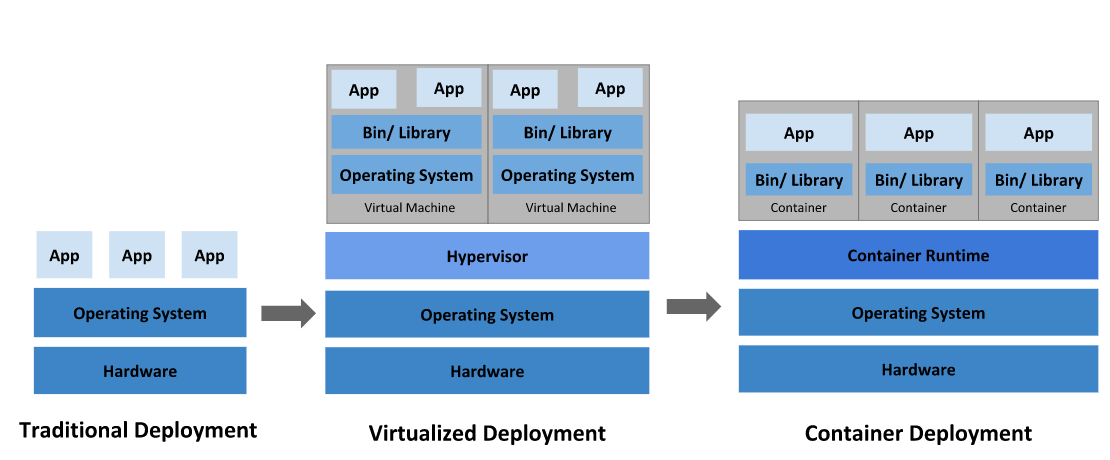 App App App
Operating System
Hardware
Traditional Deployment
App App App App
Bin/ Library Bin/ Library
Operating System Operating System
Virtual Machine Virtual Machine
Hypervisor
Operating System
Hardware
Virtualized Deployment
App App App
Bin/ Library Bin/ Library Bin/ Library
Container Container Container
Container Runtime
Operating System
Hardware
Container Deployment